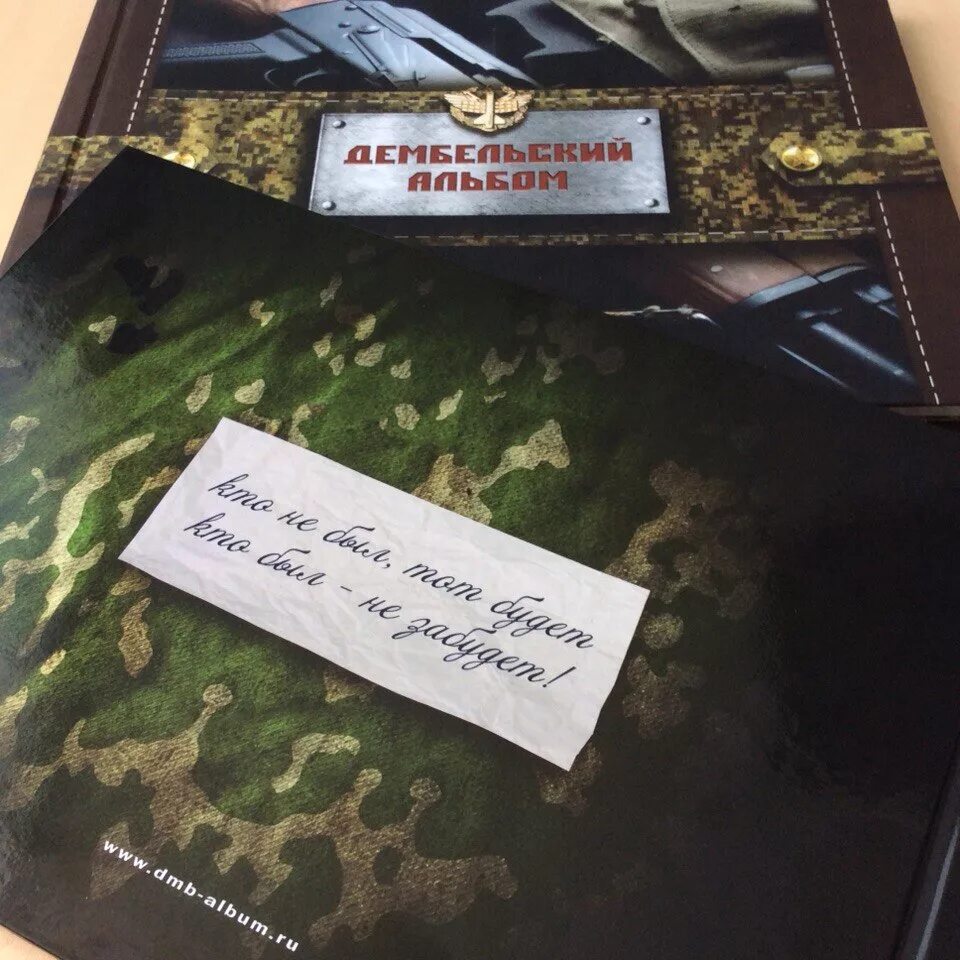 ДЕМБЕЛЬСКИЙ
АЛЬБОМ
кто не был, тот будет
кто был - не забудет!
www.dmb-album.ru